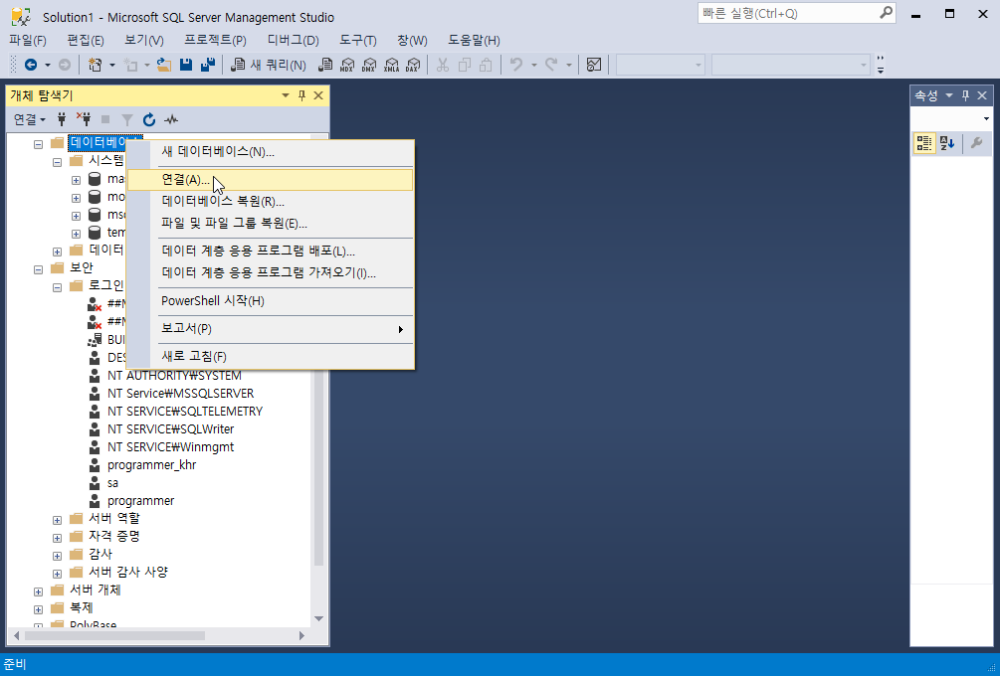 Solution1 - Microsoft SQL Server Management Studio
빠른 실행(Ctrl+Q)
파일(F) 편집(E) 보기(V) 프로젝트(P) 디버그(D) 도구(T) 창(W) 도움말(H)
새 쿼리(N) MDX DMX XMLA DAX
개체 탐색기
속성
연결
데이터베이스
새 데이터베이스(N)...
시스템
연결(A)...
데이터베이스 복원(R)...
파일 및 파일 그룹 복원(E)...
데이터
데이터 계층 응용 프로그램 배포(L)...
보안
데이터 계층 응용 프로그램 가져오기(I)...
로그인
PowerShell 시작(H)
보고서(P)
새로 고침(F)
NT AUTHORITY₩SYSTEM
NT Service₩MSSQLSERVER
NT SERVICE₩SQLTELEMETRY
NT SERVICE₩SQLWriter
NT SERVICE₩Winmgmt
programmer_khr
sa
programmer
서버 역할
자격 증명
감사
서버 감사 사양
서버 개체
복제
PolyBase
준비